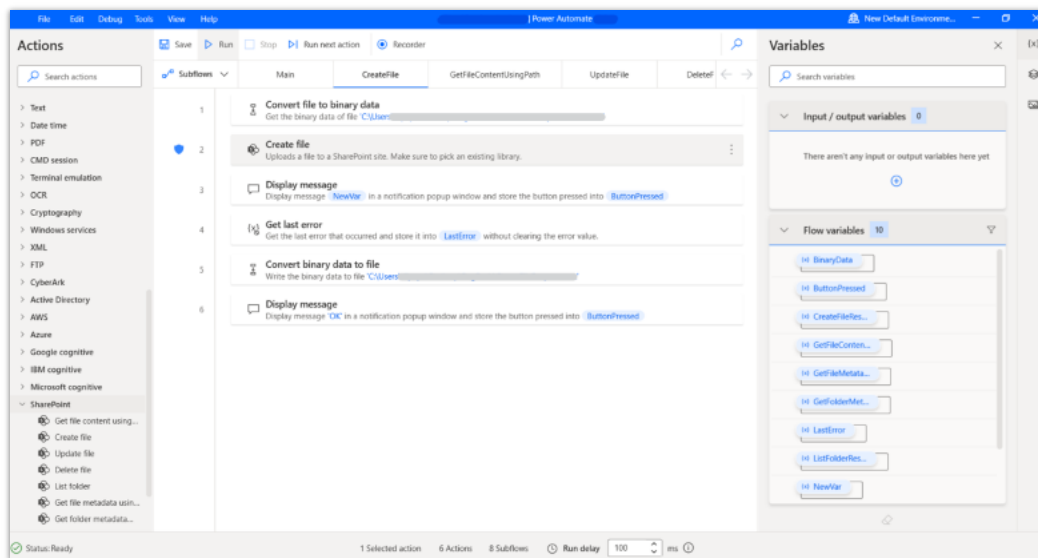 File Edit Debug Tools View Help
| Power Automate
New Default Environme...
Actions
Search actions
Text
Date time
PDF
CMD session
Terminal emulation
OCR
Cryptography
Windows services
XML
FTP
CyberArk
Active Directory
AWS
Azure
Google cognitive
IBM cognitive
Microsoft cognitive
SharePoint
Get file content using...
Create file
Update file
Delete file
List folder
Get file metadata usin...
Get folder metadata...
Save Run Stop Run next action Recorder
Subflows Main CreateFile GetFileContentUsingPath UpdateFile DeleteF
1
Convert file to binary data
Get the binary data of file 'C:\Users
2
Create file
Uploads a file to a SharePoint site. Make sure to pick an existing library.
3
Display message
Display message NewVar in a notification popup window and store the button pressed into ButtonPressed
4
Get last error
Get the last error that occurred and store it into LastError without clearing the error value.
5
Convert binary data to file
Write the binary data to file 'C:\Users
6
Display message
Display message 'OK' in a notification popup window and store the button pressed into ButtonPressed
Variables
Search variables
Input / output variables 0
There aren't any input or output variables here yet
Flow variables 10
BinaryData
ButtonPressed
CreateFileRes...
GetFileConten...
GetFileMetata...
GetFolderMet...
LastError
ListFolderRes...
NewVar
Status: Ready 1 Selected action 6 Actions 8 Subflows Run delay 100 ms